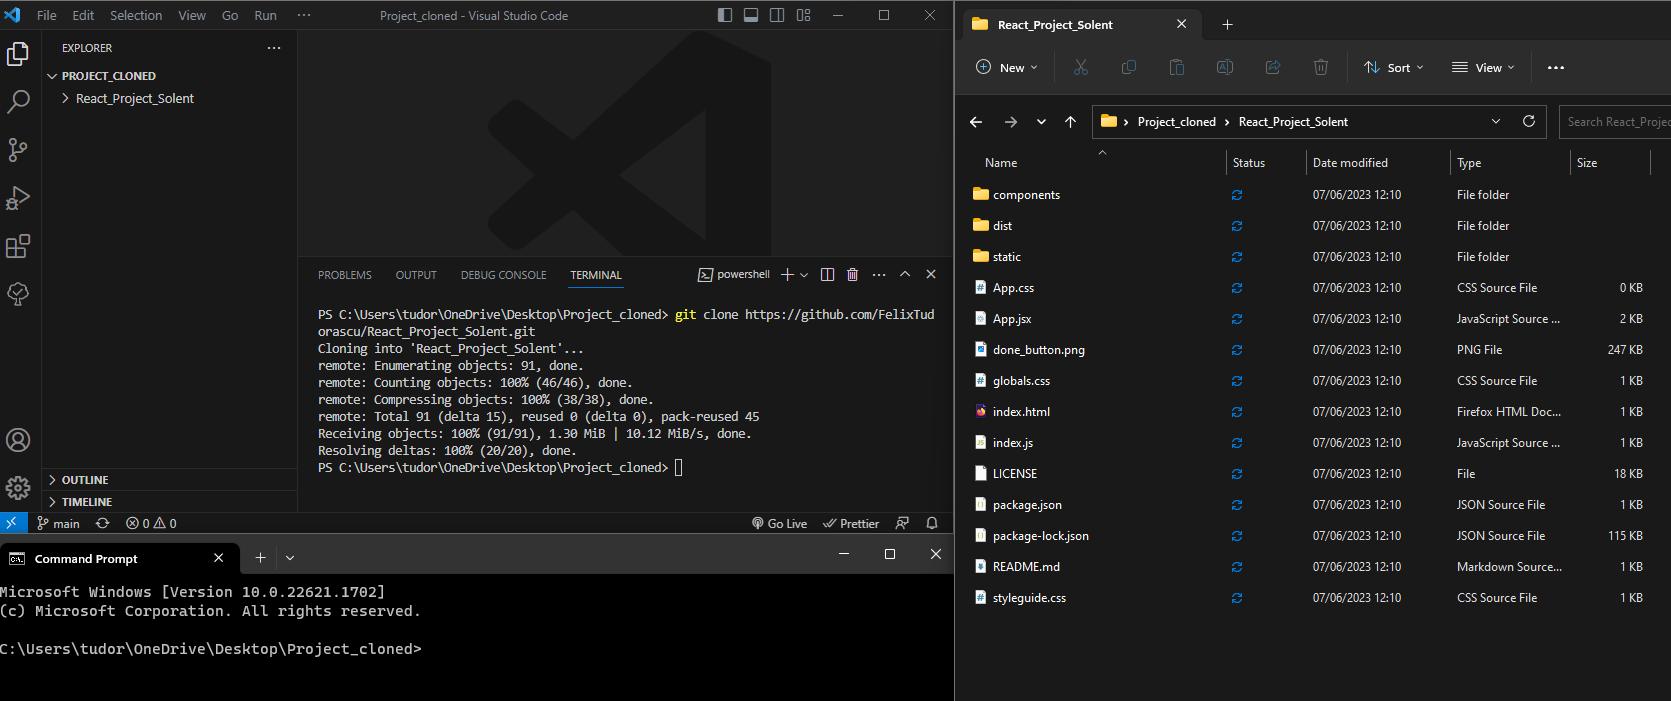 File Edit Selection View Go Run ··· Project_cloned - Visual Studio Code
EXPLORER ···
PROJECT_CLONED
React_Project_Solent
PROBLEMS OUTPUT DEBUG CONSOLE TERMINAL powershell ···
PS C:\Users\tudor\OneDrive\Desktop\Project_cloned> git clone https://github.com/FelixTud
orascu/React_Project_Solent.git
Cloning into 'React_Project_Solent'...
remote: Enumerating objects: 91, done.
remote: Counting objects: 100% (46/46), done.
remote: Compressing objects: 100% (38/38), done.
remote: Total 91 (delta 15), reused 0 (delta 0), pack-reused 45
Receiving objects: 100% (91/91), 1.30 MiB | 10.12 MiB/s, done.
Resolving deltas: 100% (20/20), done.
PS C:\Users\tudor\OneDrive\Desktop\Project_cloned>
OUTLINE
TIMELINE
main 0 0 Go Live Prettier
Command Prompt
Microsoft Windows [Version 10.0.22621.1702]
(c) Microsoft Corporation. All rights reserved.
C:\Users\tudor\OneDrive\Desktop\Project_cloned>
React_Project_Solent
New Sort View ···
Project_cloned › React_Project_Solent Search React_Projec
Name Status Date modified Type Size
components 07/06/2023 12:10 File folder
dist 07/06/2023 12:10 File folder
static 07/06/2023 12:10 File folder
App.css 07/06/2023 12:10 CSS Source File 0 KB
App.jsx 07/06/2023 12:10 JavaScript Source ... 2 KB
done_button.png 07/06/2023 12:10 PNG File 247 KB
globals.css 07/06/2023 12:10 CSS Source File 1 KB
index.html 07/06/2023 12:10 Firefox HTML Doc... 1 KB
index.js 07/06/2023 12:10 JavaScript Source ... 1 KB
LICENSE 07/06/2023 12:10 File 18 KB
package.json 07/06/2023 12:10 JSON Source File 1 KB
package-lock.json 07/06/2023 12:10 JSON Source File 115 KB
README.md 07/06/2023 12:10 Markdown Source... 1 KB
styleguide.css 07/06/2023 12:10 CSS Source File 1 KB